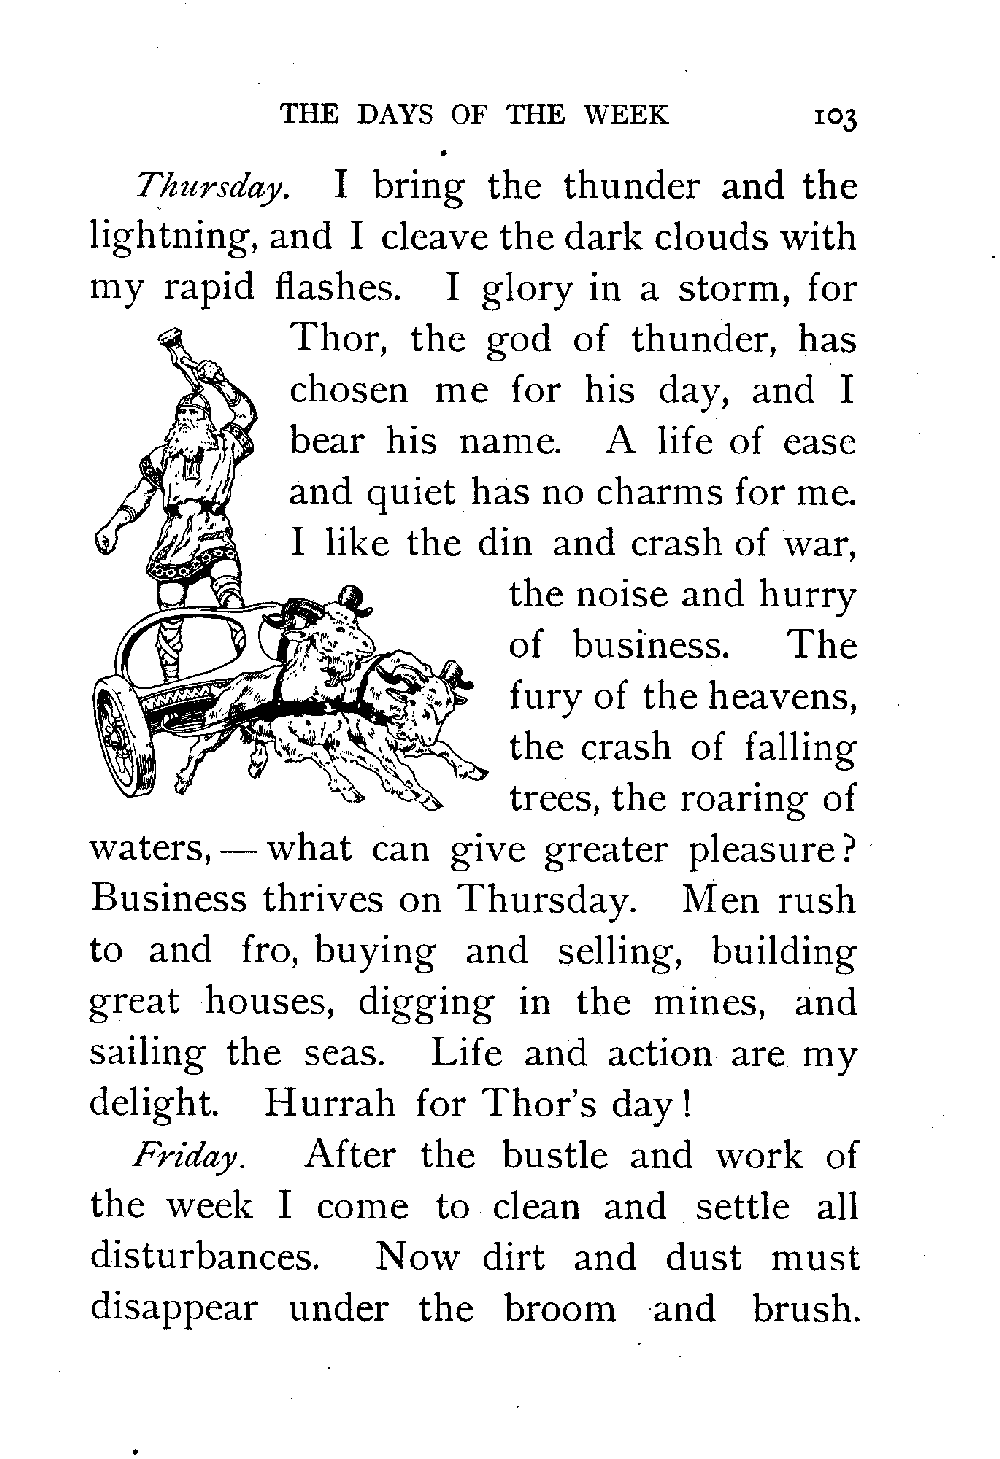 THE DAYS OF THE WEEK 103
Thursday. I bring the thunder and the
lightning, and I cleave the dark clouds with
my rapid flashes. I glory in a storm, for
Thor, the god of thunder, has
chosen me for his day, and I
bear his name. A life of ease
and quiet has no charms for me.
I like the din and crash of war,
the noise and hurry
of business. The
fury of the heavens,
the crash of falling
trees, the roaring of
waters, — what can give greater pleasure?
Business thrives on Thursday. Men rush
to and fro, buying and selling, building
great houses, digging in the mines, and
sailing the seas. Life and action are my
delight. Hurrah for Thor's day!
Friday. After the bustle and work of
the week I come to clean and settle all
disturbances. Now dirt and dust must
disappear under the broom and brush.